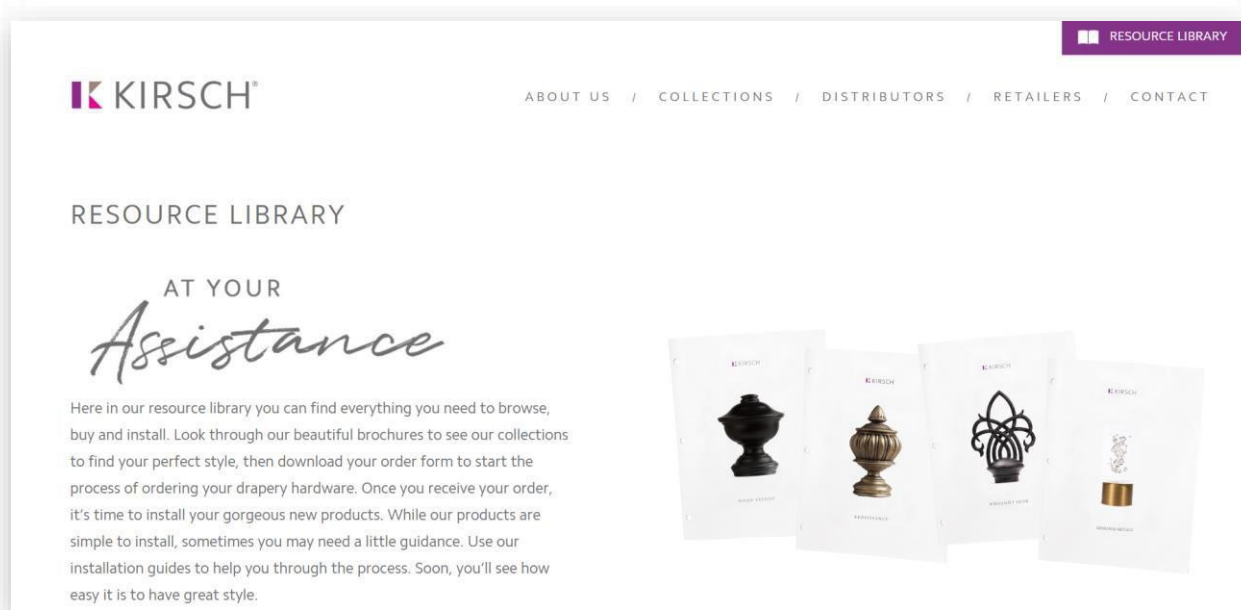 RESOURCE LIBRARY
KIRSCH®
ABOUT US / COLLECTIONS / DISTRIBUTORS / RETAILERS / CONTACT
RESOURCE LIBRARY
AT YOUR
Assistance
Here in our resource library you can find everything you need to browse,
buy and install. Look through our beautiful brochures to see our collections
to find your perfect style, then download your order form to start the
process of ordering your drapery hardware. Once you receive your order,
it's time to install your gorgeous new products. While our products are
simple to install, sometimes you may need a little guidance. Use our
installation guides to help you through the process. Soon, you'll see how
easy it is to have great style.
KIRSCH
KIRSCH
KIRSCH
KIRSCH
RENAISSANCE